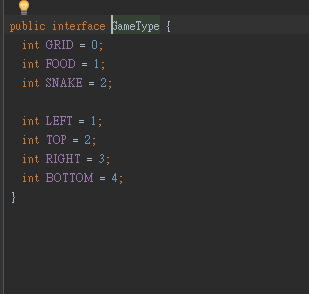 public interface GameType {
int GRID = 0;
int FOOD = 1;
int SNAKE = 2;
int LEFT = 1;
int TOP = 2;
int RIGHT = 3;
int BOTTOM = 4;
}